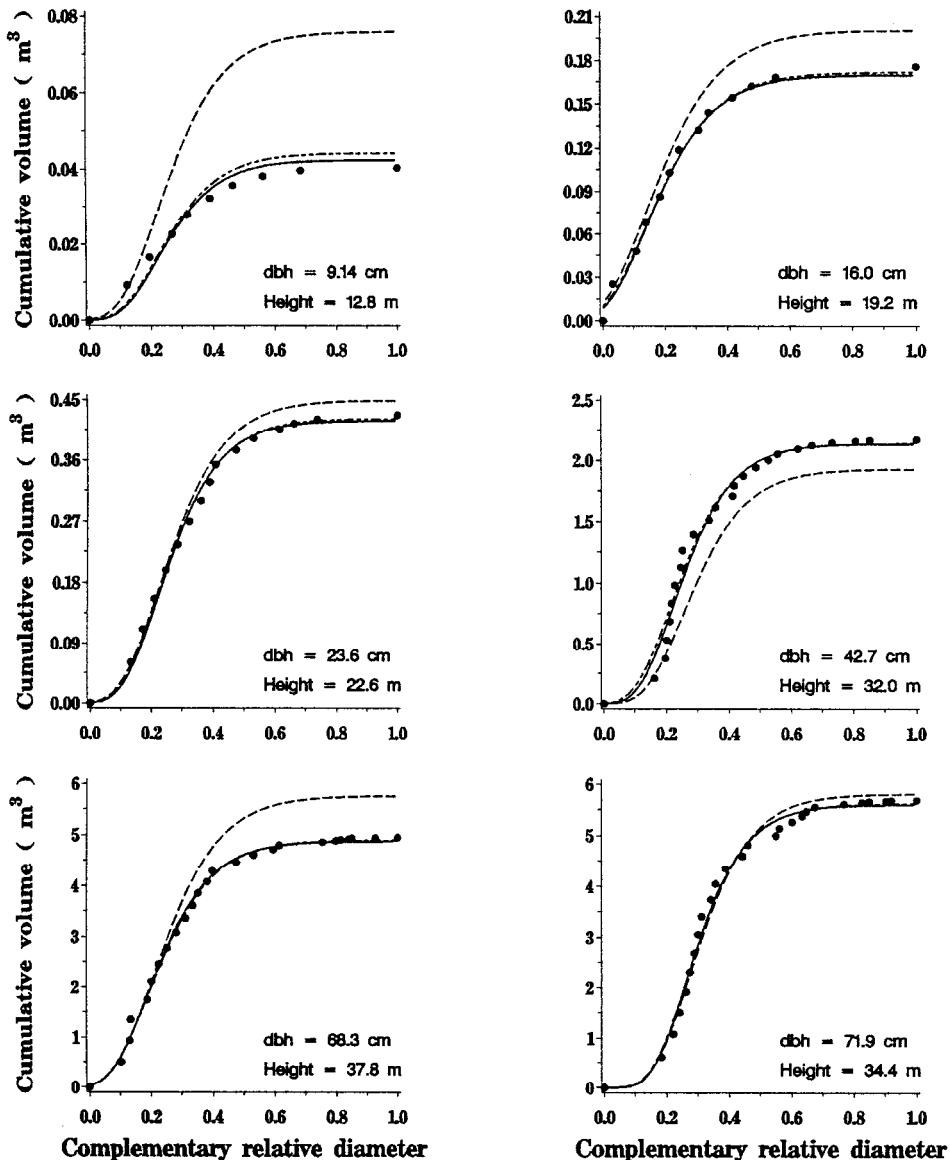 Cumulative volume ( m³ )
0.08
0.06
0.04
0.02
0.00
0.0 0.2 0.4 0.6 0.8 1.0
dbh = 9.14 cm
Height = 12.8 m
0.21
0.18
0.15
0.12
0.09
0.06
0.03
0.00
0.0 0.2 0.4 0.6 0.8 1.0
dbh = 16.0 cm
Height = 19.2 m
Cumulative volume ( m³ )
0.45
0.36
0.27
0.18
0.09
0.00
0.0 0.2 0.4 0.6 0.8 1.0
dbh = 23.6 cm
Height = 22.6 m
2.5
2.0
1.5
1.0
0.5
0.0
0.0 0.2 0.4 0.6 0.8 1.0
dbh = 42.7 cm
Height = 32.0 m
Cumulative volume ( m³ )
6
5
4
3
2
1
0
0.0 0.2 0.4 0.6 0.8 1.0
dbh = 68.3 cm
Height = 37.8 m
Complementary relative diameter
6
5
4
3
2
1
0
0.0 0.2 0.4 0.6 0.8 1.0
dbh = 71.9 cm
Height = 34.4 m
Complementary relative diameter